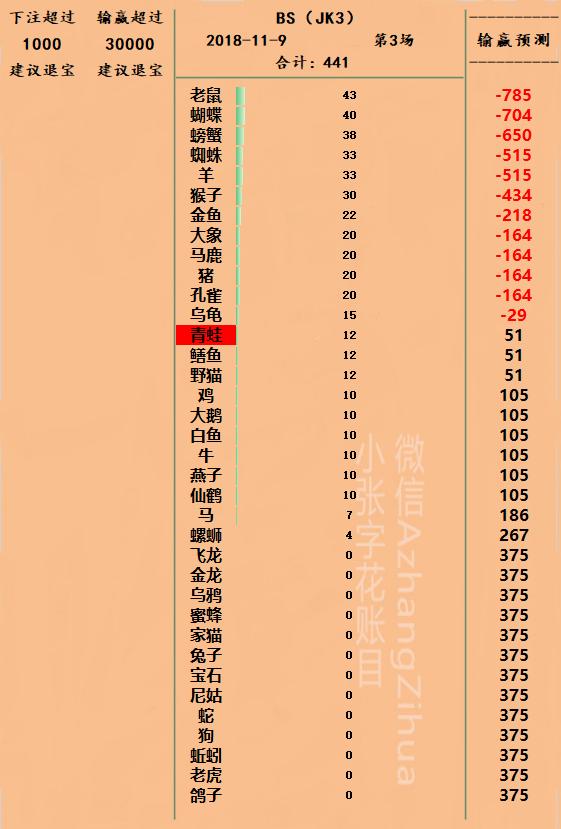 下注超过 输赢超过
1000 30000
建议退宝 建议退宝
BS（JK3）
2018-11-9 第3场
合计：441
----------
输赢预测
----------
老鼠 43 -785
蝴蝶 40 -704
螃蟹 38 -650
蜘蛛 33 -515
羊 33 -515
猴子 30 -434
金鱼 22 -218
大象 20 -164
马鹿 20 -164
猪 20 -164
孔雀 20 -164
乌龟 15 -29
青蛙 12 51
鳝鱼 12 51
野猫 12 51
鸡 10 105
大鹅 10 105
白鱼 10 105
牛 10 105
燕子 10 105
仙鹤 10 105
马 7 186
螺蛳 4 267
飞龙 0 375
金龙 0 375
乌鸦 0 375
蜜蜂 0 375
家猫 0 375
兔子 0 375
宝石 0 375
尼姑 0 375
蛇 0 375
狗 0 375
蚯蚓 0 375
老虎 0 375
鸽子 0 375
微信AzhangZihua
小张字花账目